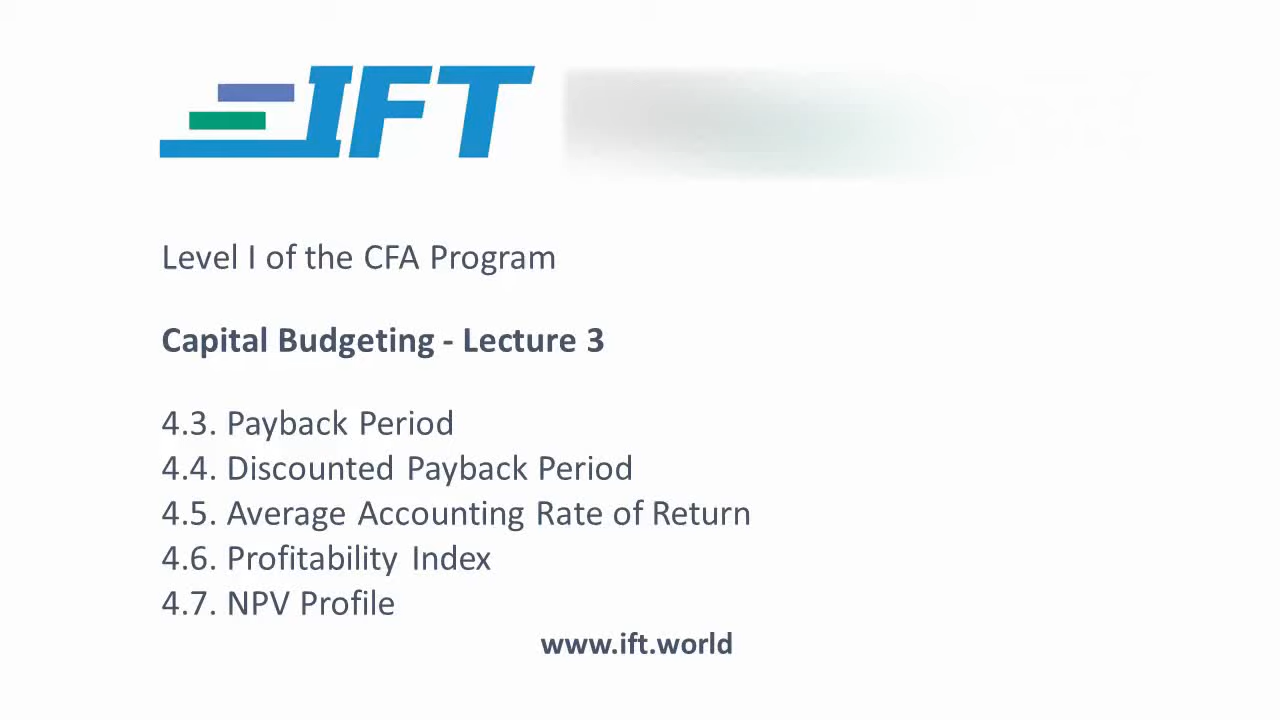 IFT
Level I of the CFA Program
Capital Budgeting - Lecture 3
4.3. Payback Period
4.4. Discounted Payback Period
4.5. Average Accounting Rate of Return
4.6. Profitability Index
4.7. NPV Profile
www.ift.world